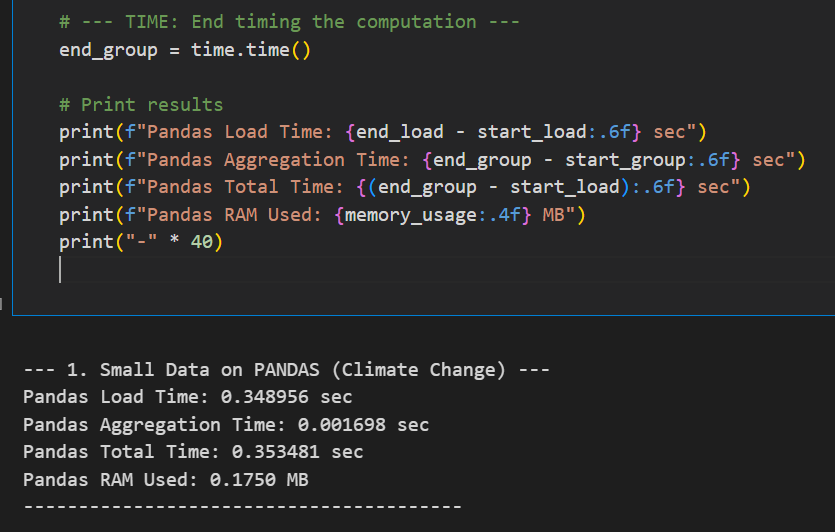 # --- TIME: End timing the computation ---
end_group = time.time()
# Print results
print(f"Pandas Load Time: {end_load - start_load:.6f} sec")
print(f"Pandas Aggregation Time: {end_group - start_group:.6f} sec")
print(f"Pandas Total Time: {(end_group - start_load):.6f} sec")
print(f"Pandas RAM Used: {memory_usage:.4f} MB")
print("-" * 40)
--- 1. Small Data on PANDAS (Climate Change) ---
Pandas Load Time: 0.348956 sec
Pandas Aggregation Time: 0.001698 sec
Pandas Total Time: 0.353481 sec
Pandas RAM Used: 0.1750 MB
----------------------------------------